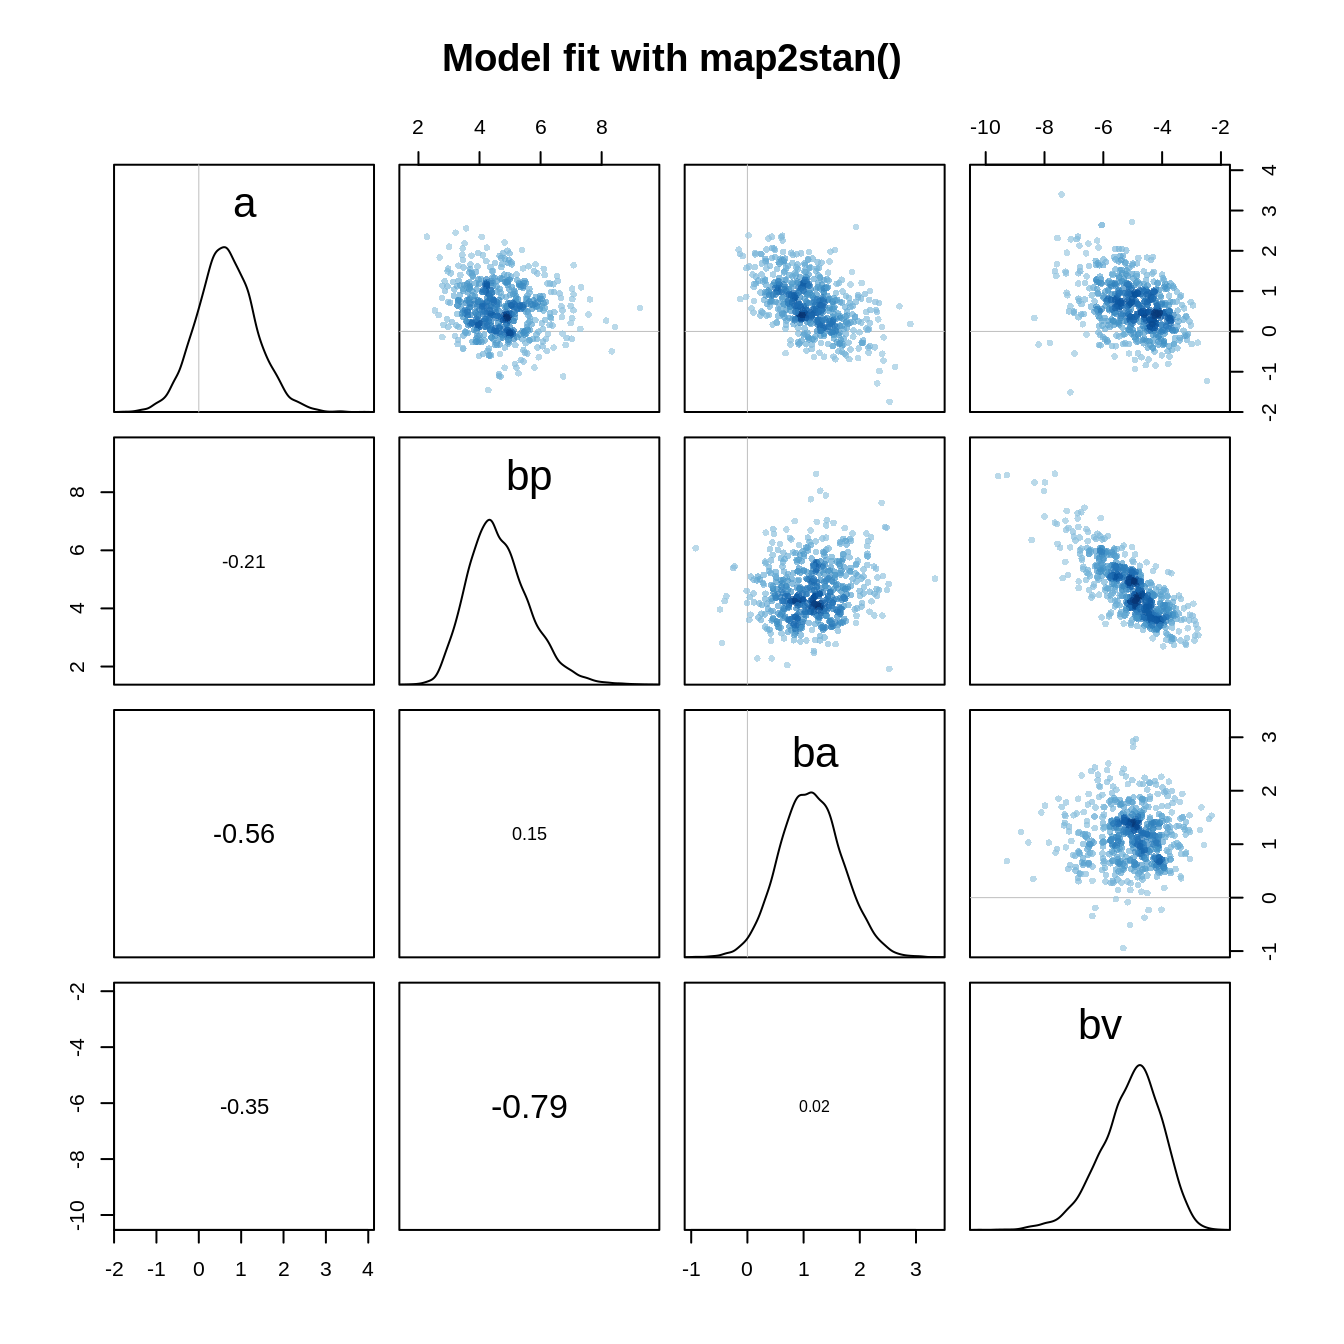 Model fit with map2stan()
2 4 6 8 -10 -8 -6 -4 -2
a
4 3 2 1 0 -1 -2
bp
8 6 4 2
-0.21
ba
-0.56 0.15
3 2 1 0 -1
bv
-2 -4 -6 -8 -10
-0.35 -0.79 0.02
-2 -1 0 1 2 3 4 -1 0 1 2 3